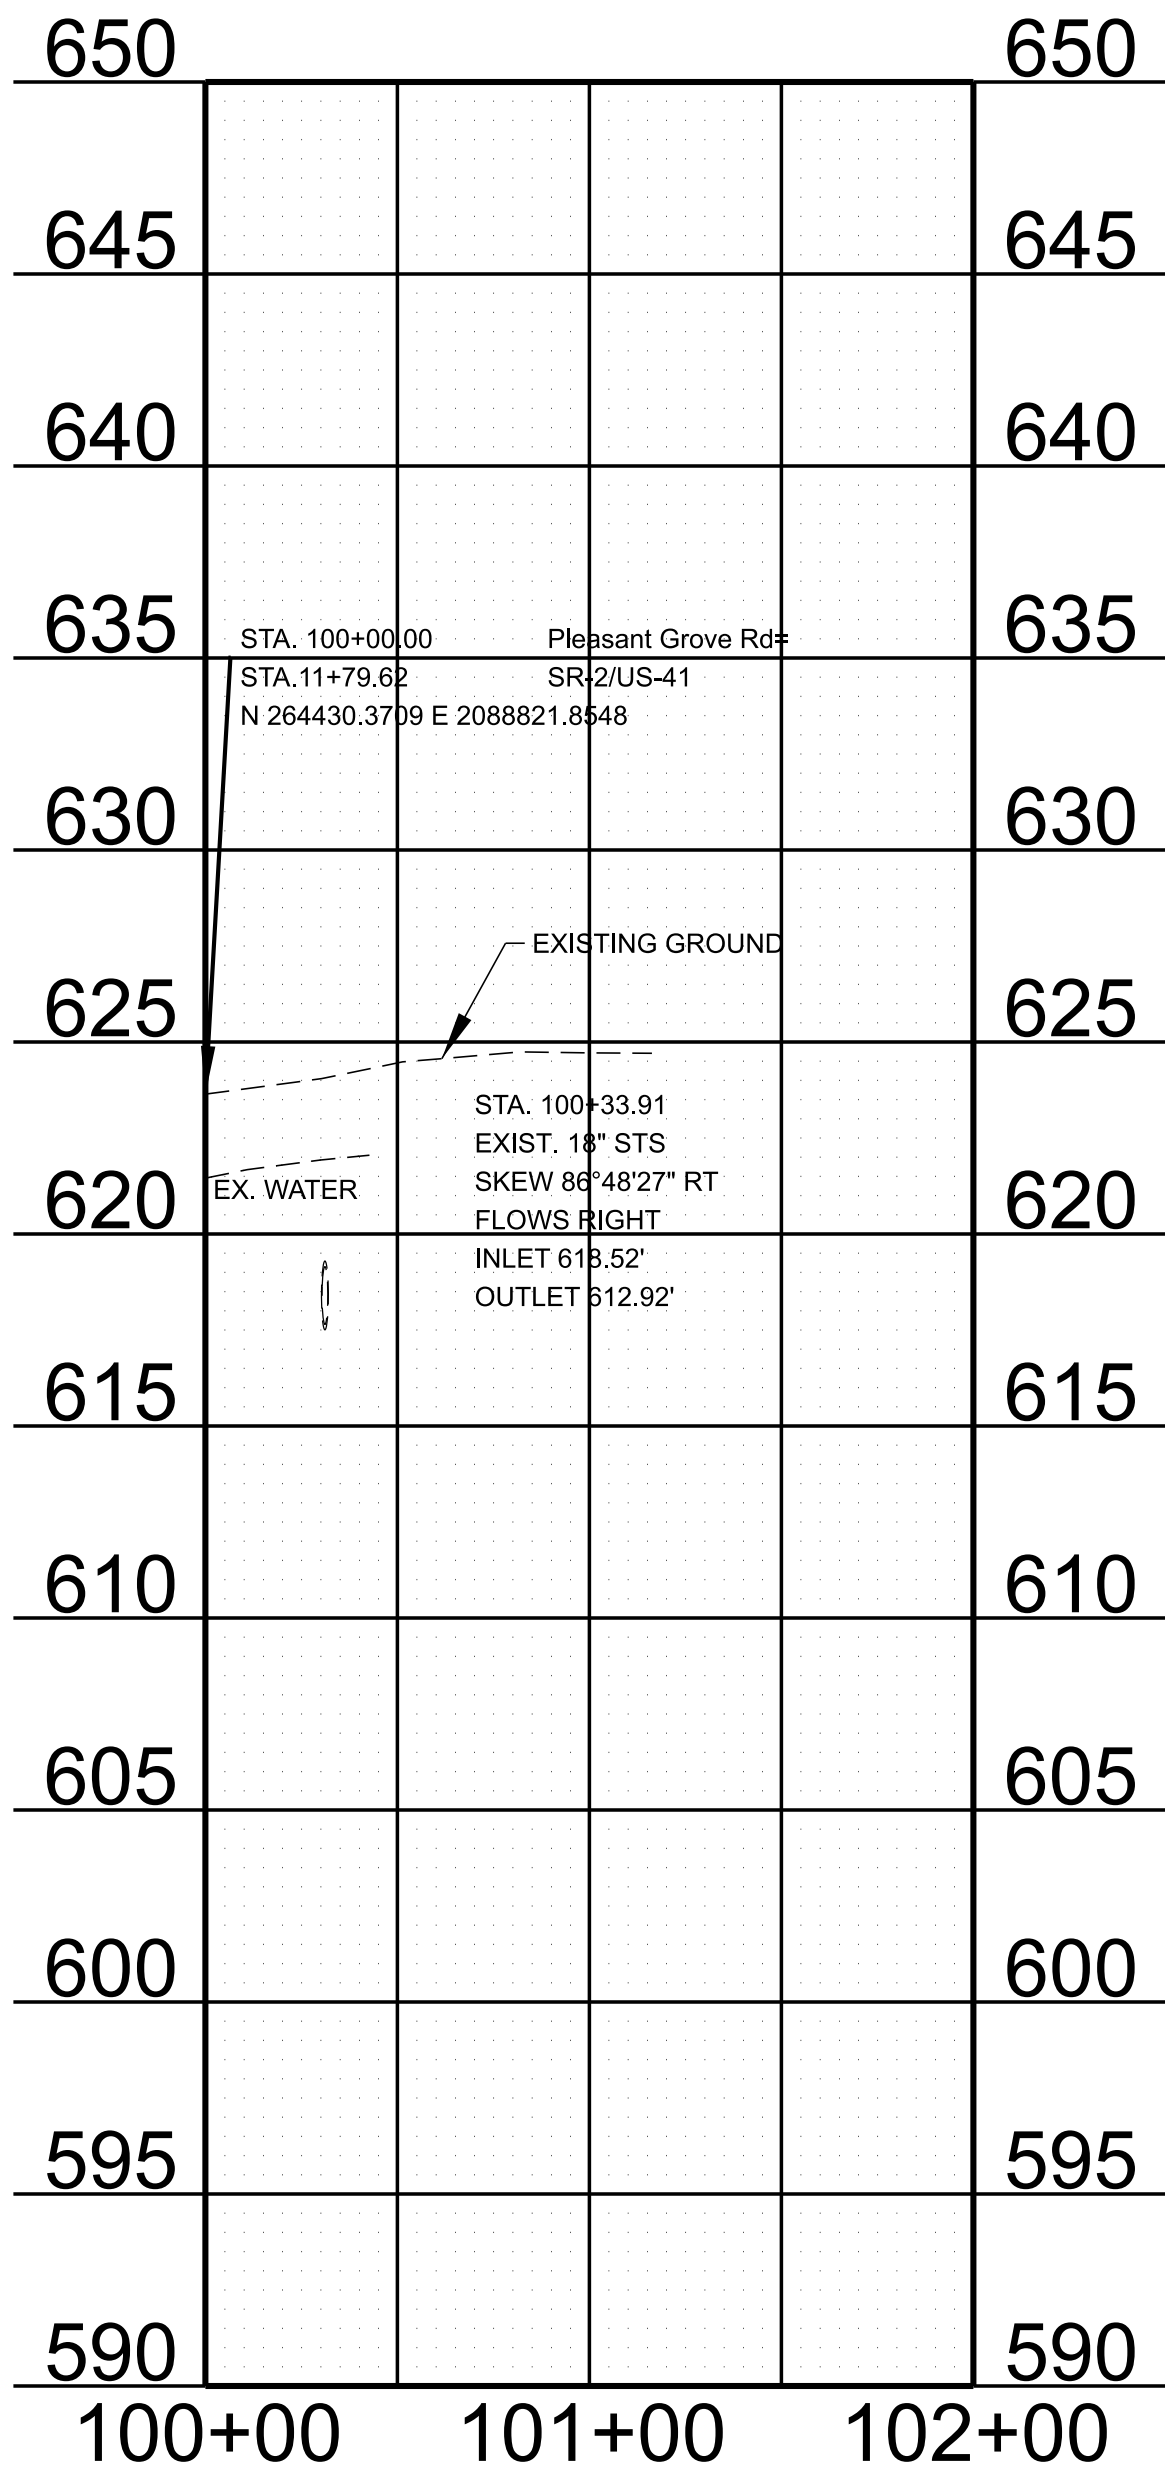 650 650
645 645
640 640
635 635
STA. 100+00.00 Pleasant Grove Rd=
STA.11+79.62 SR-2/US-41
N 264430.3709 E 2088821.8548
630 630
EXISTING GROUND
625 625
STA. 100+33.91
EXIST. 18" STS
SKEW 86°48'27" RT
EX. WATER
620 620
FLOWS RIGHT
INLET 618.52'
OUTLET 612.92'
615 615
610 610
605 605
600 600
595 595
590 590
100+00 101+00 102+00